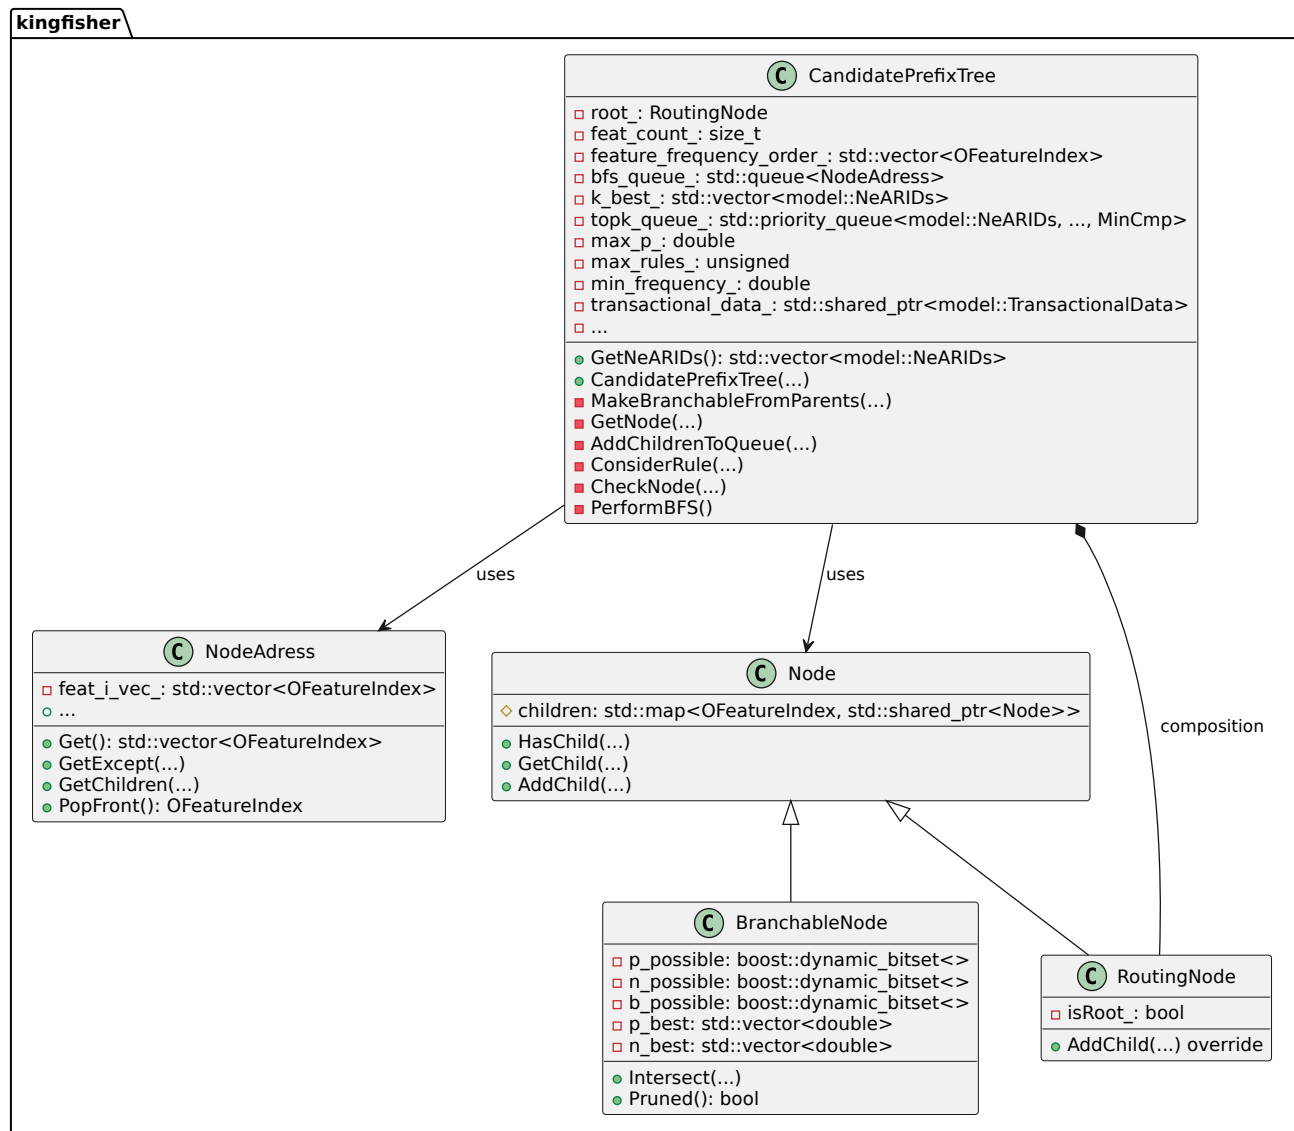 kingfisher
C CandidatePrefixTree
root_: RoutingNode
feat_count_: size_t
feature_frequency_order_: std::vector<OFeatureIndex>
bfs_queue_: std::queue<NodeAdress>
k_best_: std::vector<model::NeARIDs>
topk_queue_: std::priority_queue<model::NeARIDs, ..., MinCmp>
max_p_: double
max_rules_: unsigned
min_frequency_: double
transactional_data_: std::shared_ptr<model::TransactionalData>
...
GetNeARIDs(): std::vector<model::NeARIDs>
CandidatePrefixTree(...)
MakeBranchableFromParents(...)
GetNode(...)
AddChildrenToQueue(...)
ConsiderRule(...)
CheckNode(...)
PerformBFS()
uses
uses
composition
C NodeAdress
feat_i_vec_: std::vector<OFeatureIndex>
...
Get(): std::vector<OFeatureIndex>
GetExcept(...)
GetChildren(...)
PopFront(): OFeatureIndex
C Node
children: std::map<OFeatureIndex, std::shared_ptr<Node>>
HasChild(...)
GetChild(...)
AddChild(...)
C BranchableNode
p_possible: boost::dynamic_bitset<>
n_possible: boost::dynamic_bitset<>
b_possible: boost::dynamic_bitset<>
p_best: std::vector<double>
n_best: std::vector<double>
Intersect(...)
Pruned(): bool
C RoutingNode
isRoot_: bool
AddChild(...) override